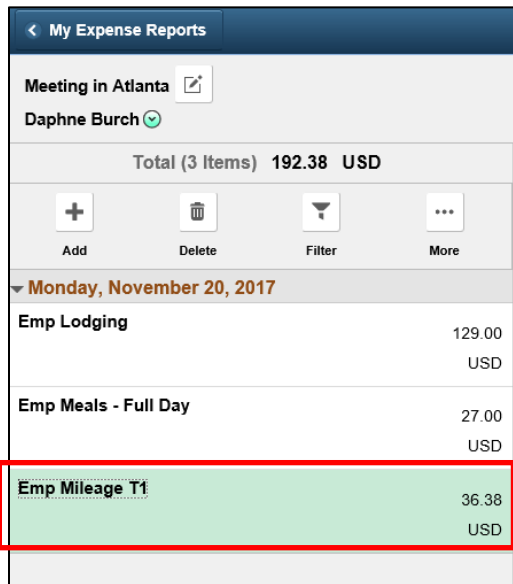 My Expense Reports
Meeting in Atlanta
Daphne Burch
Total (3 Items) 192.38 USD
Add Delete Filter More
Monday, November 20, 2017
Emp Lodging 129.00
USD
Emp Meals - Full Day 27.00
USD
Emp Mileage T1 36.38
USD